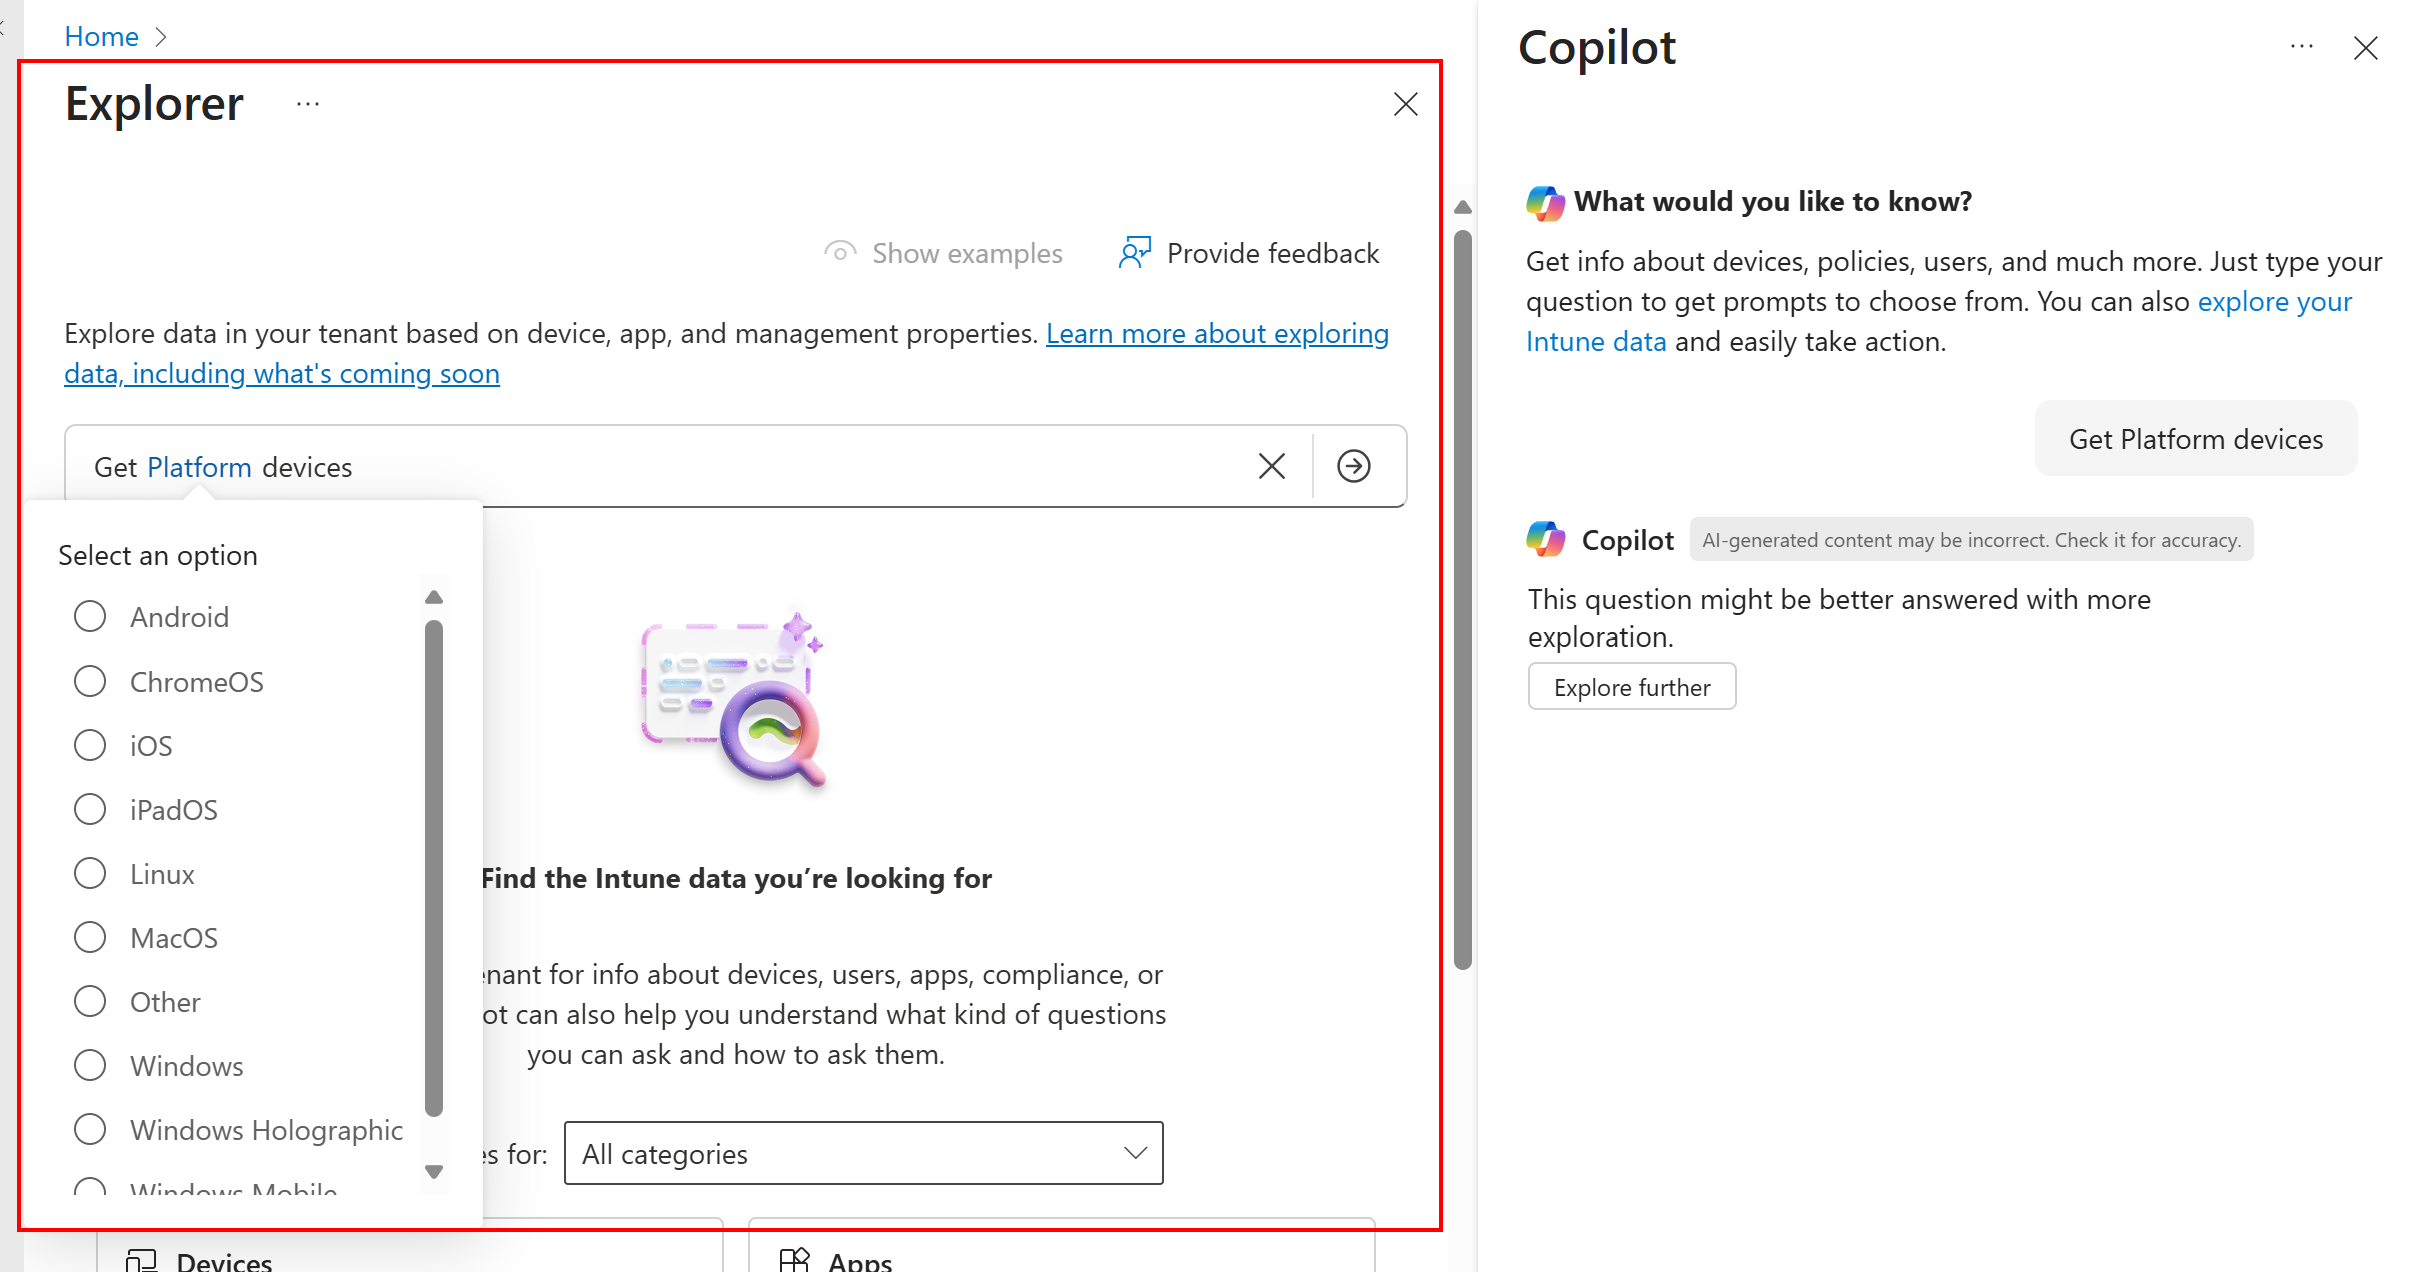 Home
Explorer
Show examples
Provide feedback
Explore data in your tenant based on device, app, and management properties. Learn more about exploring
data, including what's coming soon
Get Platform devices
Select an option
Android
ChromeOS
iOS
iPadOS
Linux
MacOS
Other
Windows
Windows Holographic
Windows Mobile
Find the Intune data you’re looking for
for info about devices, users, apps, compliance, or
can also help you understand what kind of questions
you can ask and how to ask them.
for:
All categories
Devices
Apps
Copilot
What would you like to know?
Get info about devices, policies, users, and much more. Just type your
question to get prompts to choose from. You can also explore your
Intune data and easily take action.
Get Platform devices
Copilot
AI-generated content may be incorrect. Check it for accuracy.
This question might be better answered with more
exploration.
Explore further